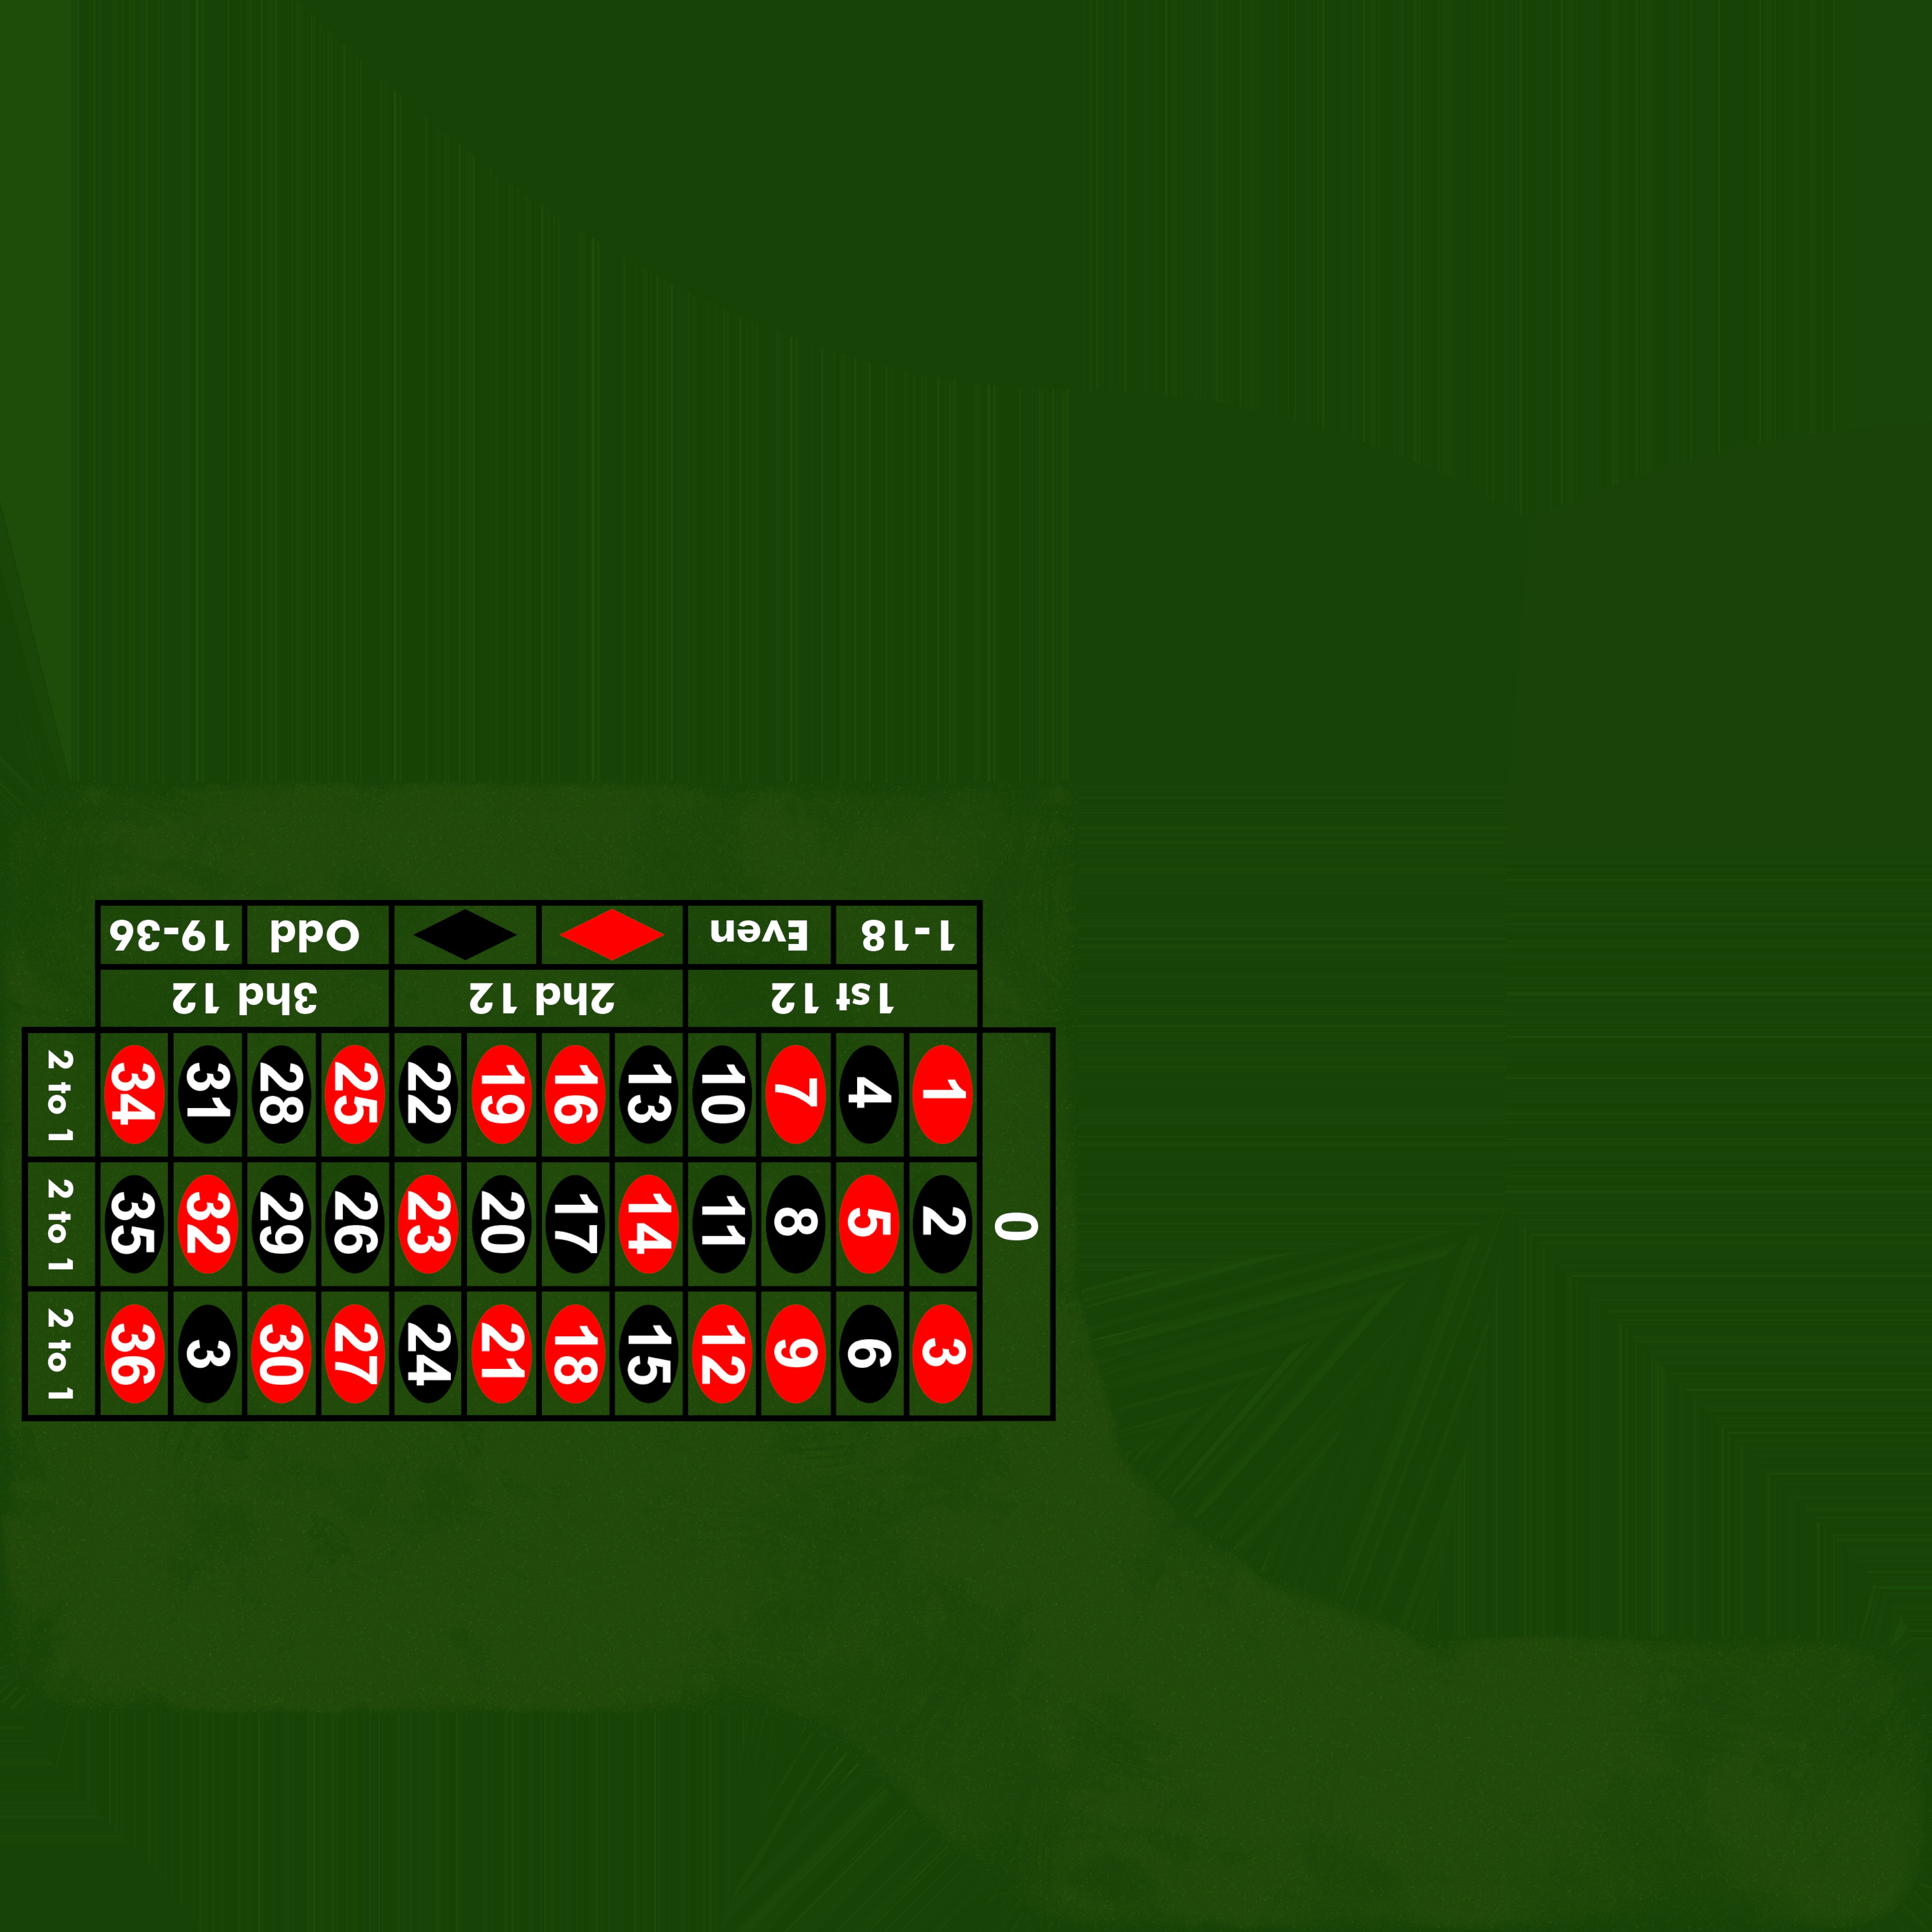 3 6 9 12 15 18 21 24 27 30 3 36 2 to 1
0 2 5 8 11 14 17 20 23 26 29 32 35 2 to 1
1 4 7 10 13 16 19 22 25 28 31 34 2 to 1
1st 12 2hd 12 3hd 12
1-18 Even Odd 19-36